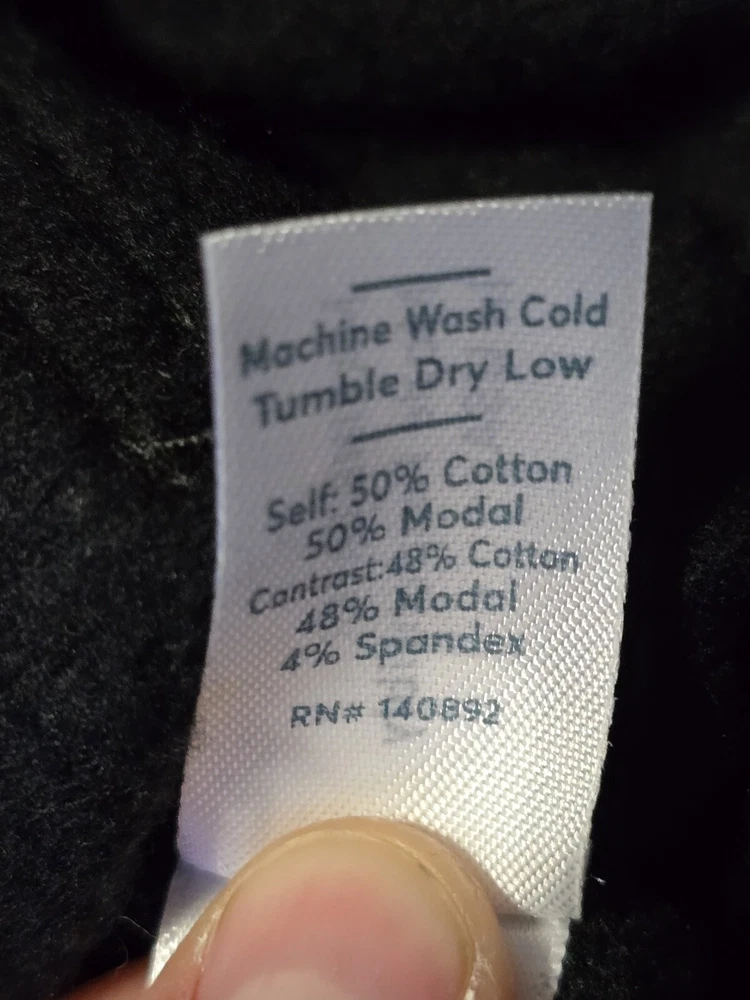 Machine Wash Cold
Tumble Dry Low
Self: 50% Cotton
50% Modal
Contrast:48% Cotton
48% Modal
4% Spandex
RN# 140892